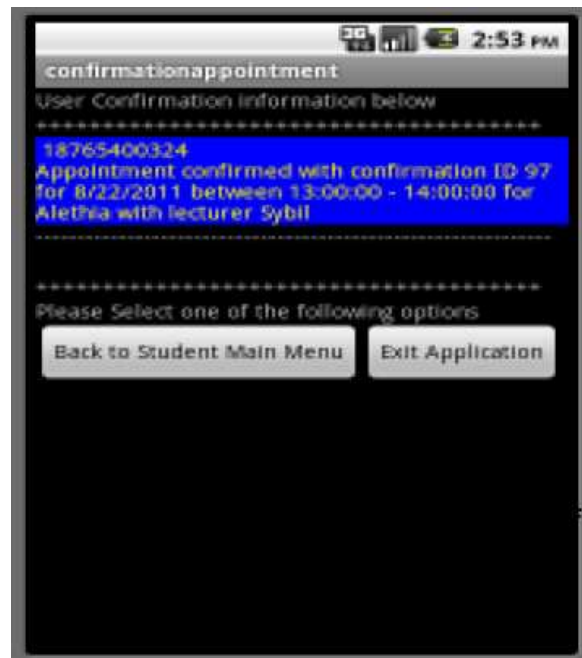 3G 2:53 PM
confirmationappointment
User Confirmation information below
++++++++++++++++++++++++++++++++++++++++
18765400324
Appointment confirmed with confirmation ID 97
for 8/22/2011 between 13:00:00 - 14:00:00 for
Alethia with lecturer Sybil
------------------------------------------------------------
++++++++++++++++++++++++++++++++++++++++
Please Select one of the following options
Back to Student Main Menu Exit Application